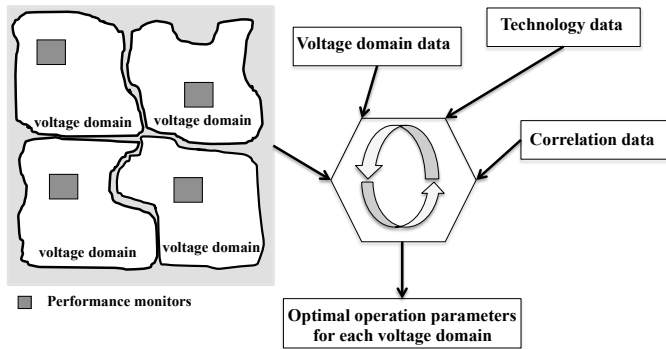 Technology data
Voltage domain data
Correlation data
voltage domain
voltage domain
voltage domain
voltage domain
Performance monitors
Optimal operation parameters
for each voltage domain